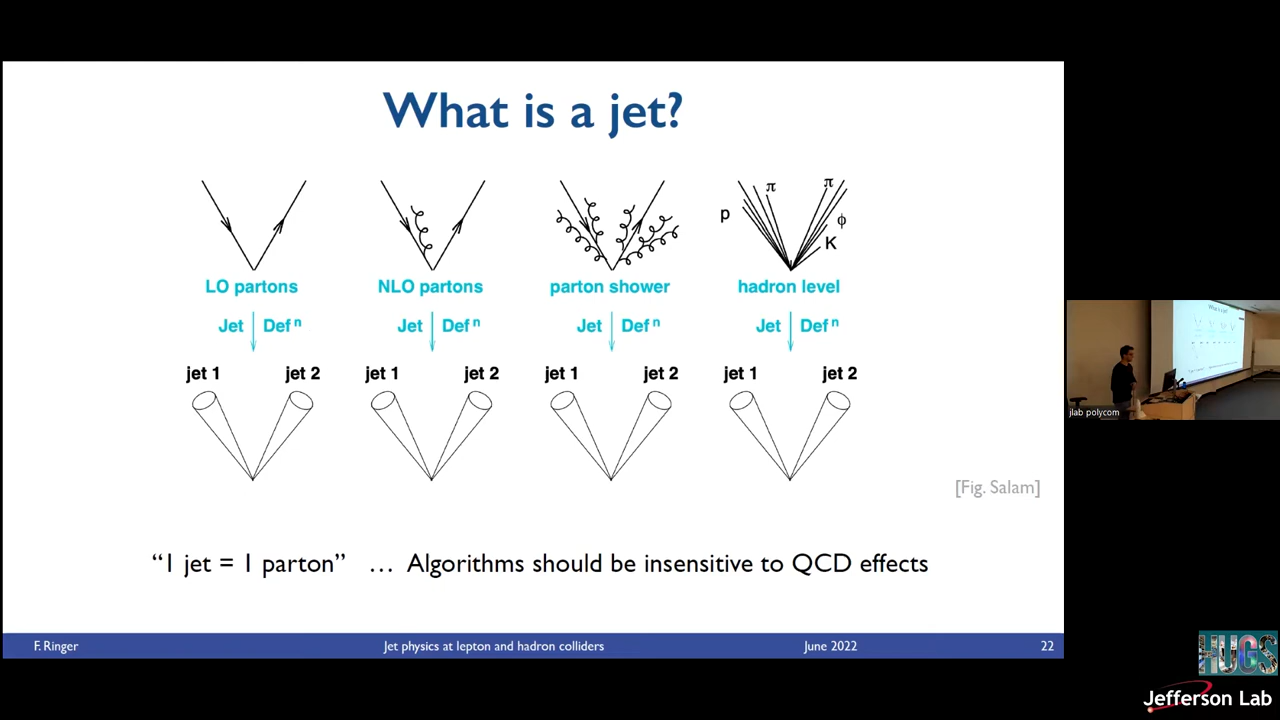 What is a jet?
π π
p ϕ
K
LO partons NLO partons parton shower hadron level
Jet Defⁿ Jet Defⁿ Jet Defⁿ Jet Defⁿ
jet 1 jet 2 jet 1 jet 2 jet 1 jet 2 jet 1 jet 2
[Fig. Salam]
“1 jet = 1 parton” … Algorithms should be insensitive to QCD effects
F. Ringer Jet physics at lepton and hadron colliders June 2022 22
What is a jet?
jlab polycom
HUGS
Jefferson Lab